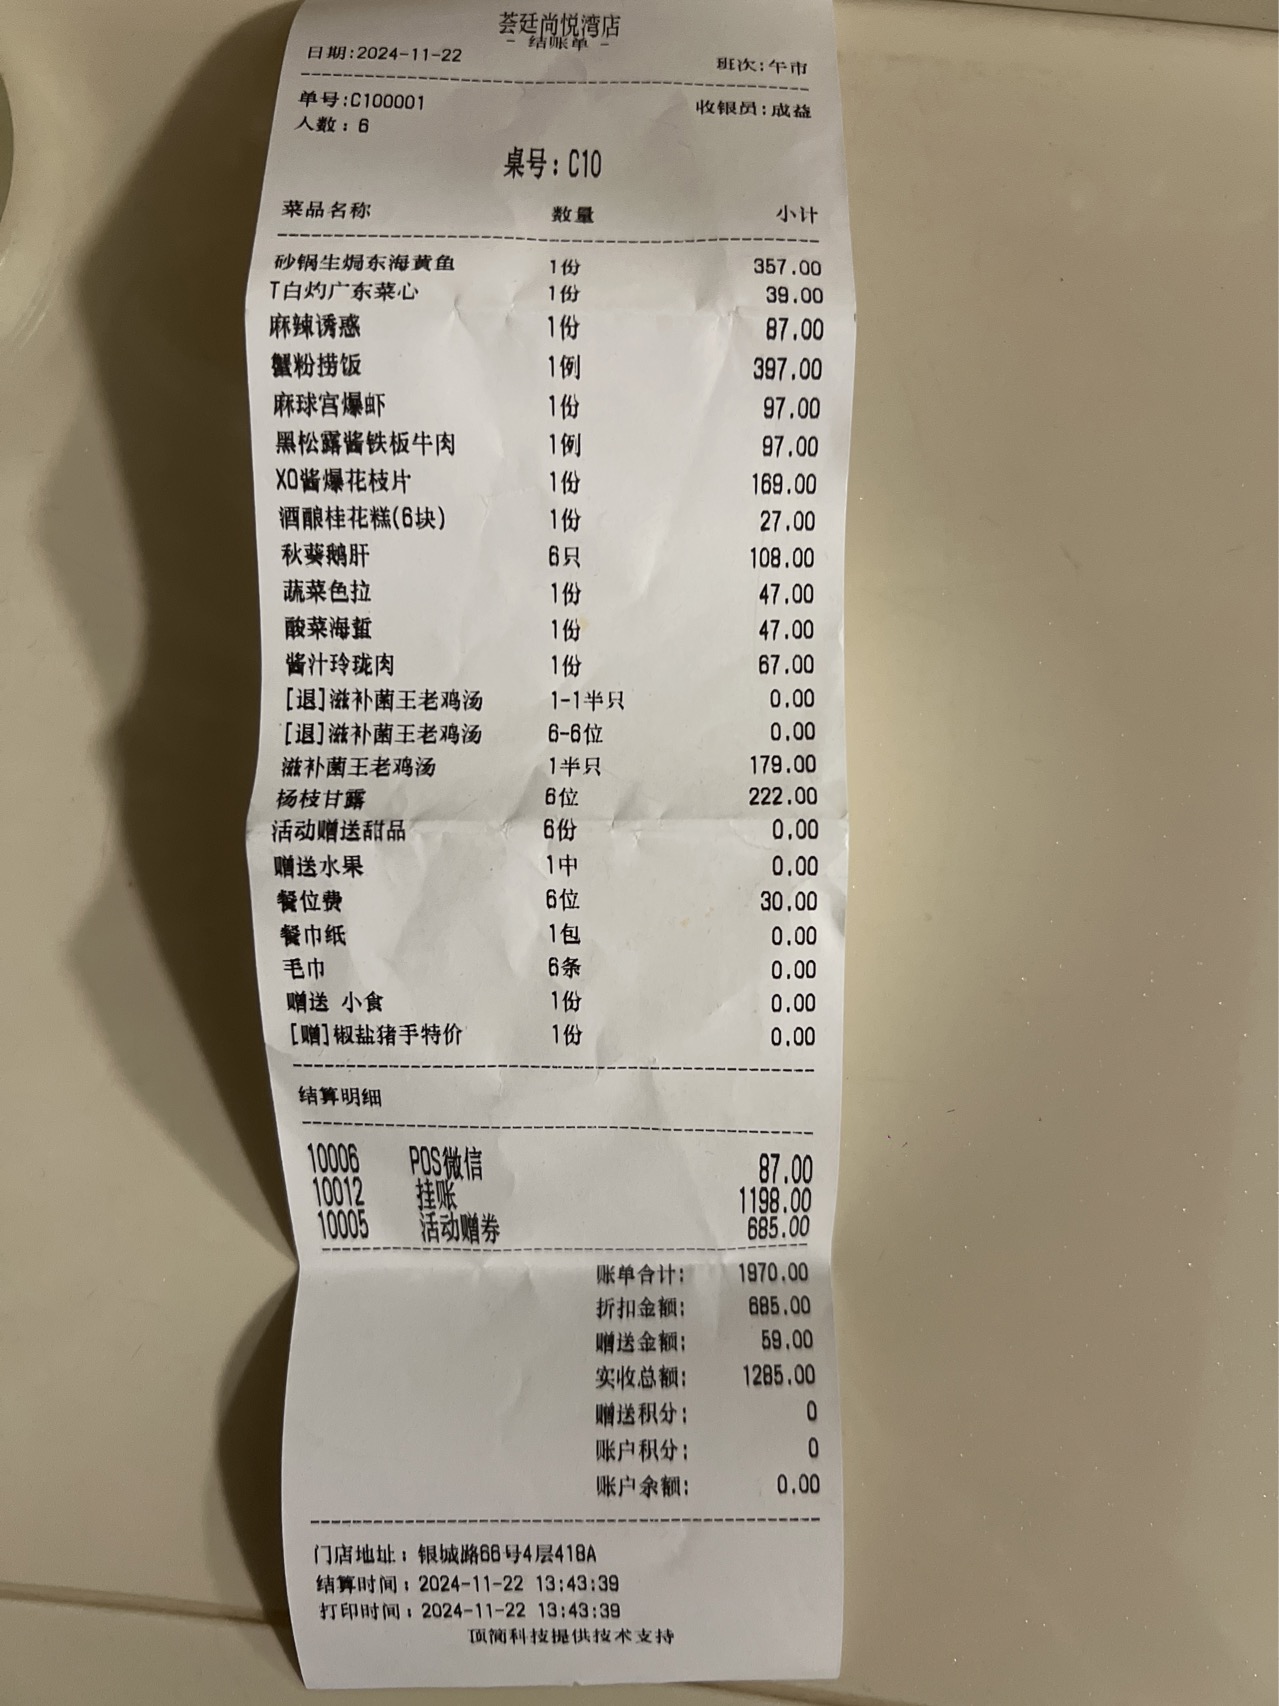 荟廷尚悦湾店
- 结账单 -
日期:2024-11-22 班次:午市
单号:C100001 收银员:成益
人数:6
桌号:C10
菜品名称 数量 小计
砂锅生焗东海黄鱼 1份 357.00
T白灼广东菜心 1份 39.00
麻辣诱惑 1份 87.00
蟹粉捞饭 1例 397.00
麻球宫爆虾 1份 97.00
黑松露酱铁板牛肉 1例 97.00
XO酱爆花枝片 1份 169.00
酒酿桂花糕(6块) 1份 27.00
秋葵鹅肝 6只 108.00
蔬菜色拉 1份 47.00
酸菜海蜇 1份 47.00
酱汁玲珑肉 1份 67.00
[退]滋补菌王老鸡汤 1-1半只 0.00
[退]滋补菌王老鸡汤 6-6位 0.00
滋补菌王老鸡汤 1半只 179.00
杨枝甘露 6位 222.00
活动赠送甜品 6份 0.00
赠送水果 1中 0.00
餐位费 6位 30.00
餐巾纸 1包 0.00
毛巾 6条 0.00
赠送 小食 1份 0.00
[赠]椒盐猪手特价 1份 0.00
结算明细
10006 POS微信 87.00
10012 挂账 1198.00
10005 活动赠券 685.00
账单合计: 1970.00
折扣金额: 685.00
赠送金额: 59.00
实收总额: 1285.00
赠送积分: 0
账户积分: 0
账户余额: 0.00
门店地址:银城路66号4层418A
结算时间:2024-11-22 13:43:39
打印时间:2024-11-22 13:43:39
顶简科技提供技术支持